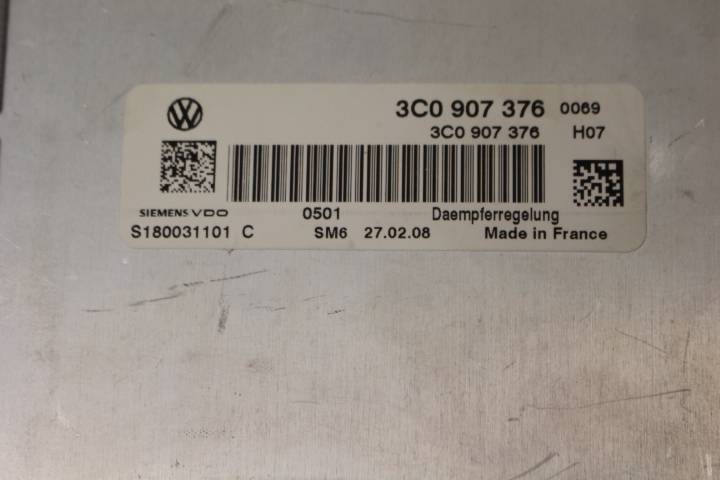 3C0 907 376 0069
3C0 907 376 H07
SIEMENS VDO 0501 Daempferregelung
S180031101 C SM6 27.02.08 Made in France